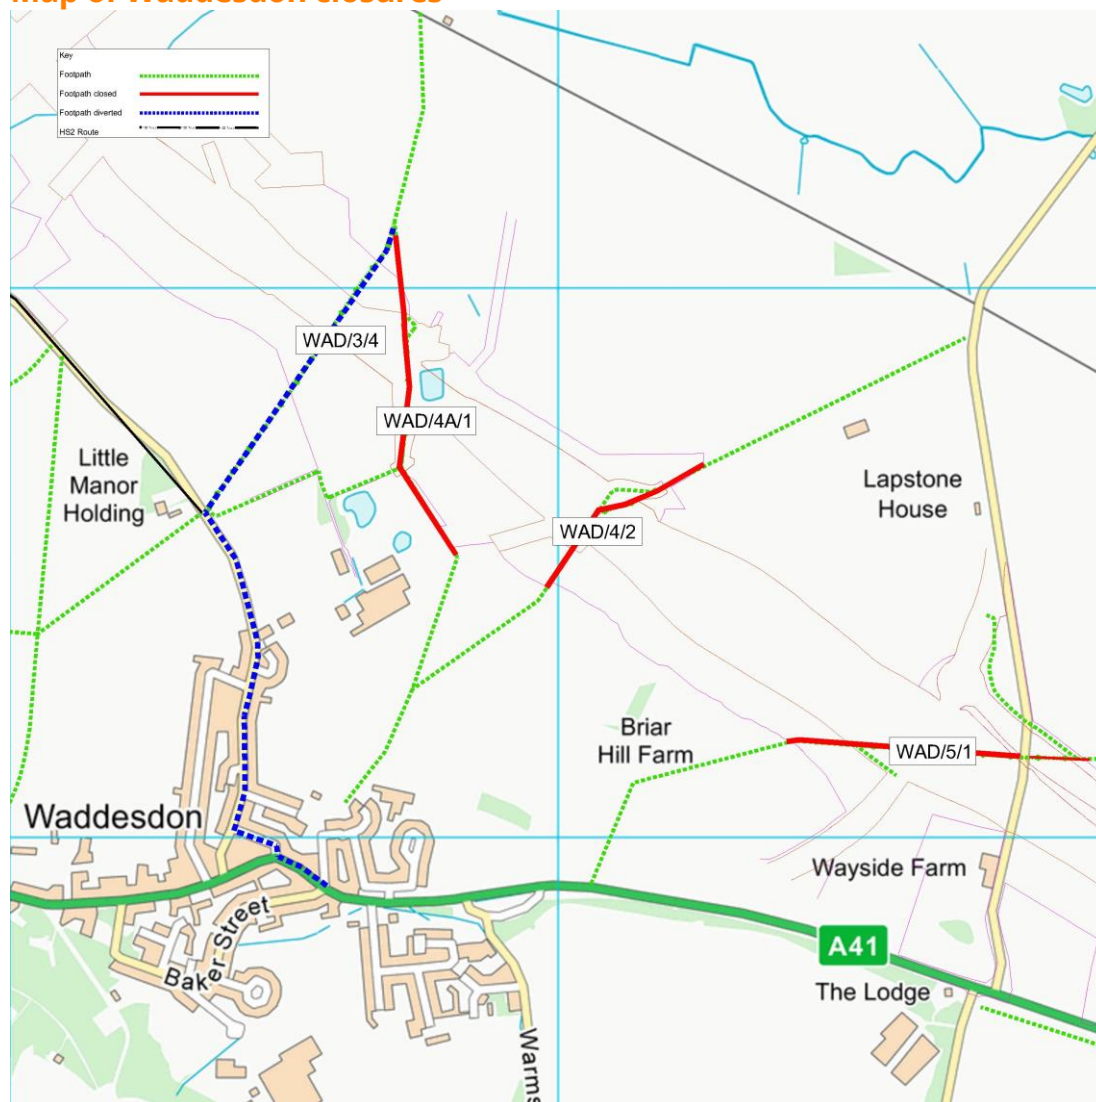 Map of Waddesdon closures
Key
Footpath
Footpath closed
Footpath diverted
HS2 Route
WAD/3/4
WAD/4A/1
Little
Manor
Holding
Lapstone
House
WAD/4/2
Briar
Hill Farm
WAD/5/1
Waddesdon
Wayside Farm
Baker Street
A41
The Lodge
Warms